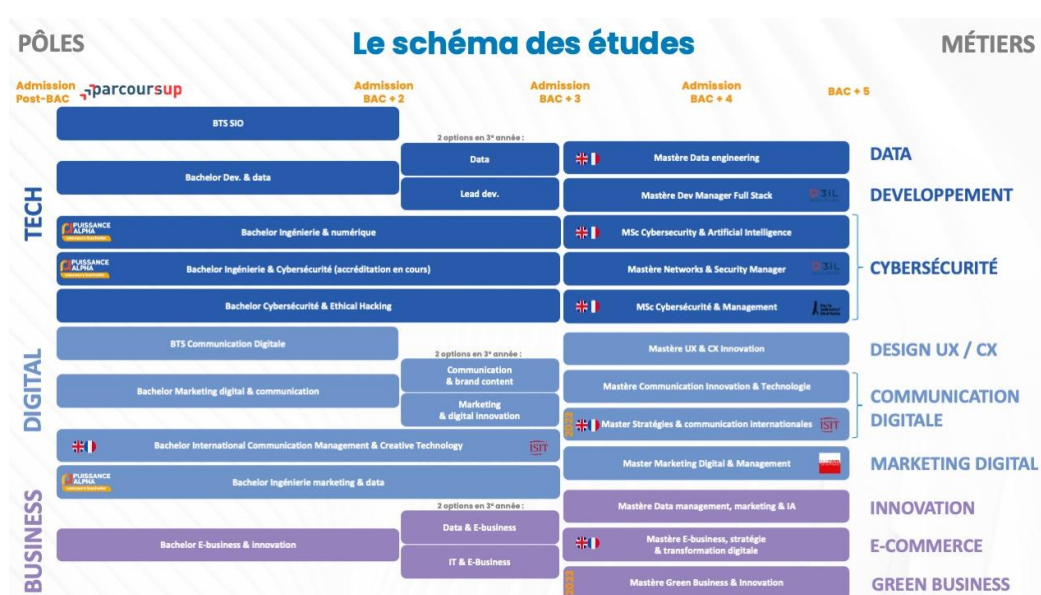 PÔLES
Le schéma des études
MÉTIERS
Admission
Post-BAC
parcoursup
Admission
BAC + 2
Admission
BAC + 3
Admission
BAC + 4
BAC + 5
TECH
BTS SIO
2 options en 3e année :
Bachelor Dev. & data
Data
Mastère Data engineering
DATA
Lead dev.
Mastère Dev Manager Full Stack
3iL
DEVELOPPEMENT
PUISSANCE
ALPHA
Bachelor Ingénierie & numérique
MSc Cybersecurity & Artificial Intelligence
PUISSANCE
ALPHA
Bachelor Ingénierie & Cybersécurité (accréditation en cours)
Mastère Networks & Security Manager
3iL
CYBERSÉCURITÉ
Bachelor Cybersécurité & Ethical Hacking
MSc Cybersécurité & Management
DIGITAL
BTS Communication Digitale
Mastère UX & CX Innovation
DESIGN UX / CX
2 options en 3e année :
Bachelor Marketing digital & communication
Communication
& brand content
Mastère Communication Innovation & Technologie
Marketing
& digital innovation
2023
Master Stratégies & communication internationales
ISIT
COMMUNICATION
DIGITALE
Bachelor International Communication Management & Creative Technology
ISIT
Master Marketing Digital & Management
MARKETING DIGITAL
PUISSANCE
ALPHA
Bachelor Ingénierie marketing & data
BUSINESS
2 options en 3e année :
Bachelor E-business & innovation
Data & E-business
Mastère Data management, marketing & IA
INNOVATION
IT & E-Business
Mastère E-business, stratégie
& transformation digitale
E-COMMERCE
2023
Mastère Green Business & Innovation
GREEN BUSINESS